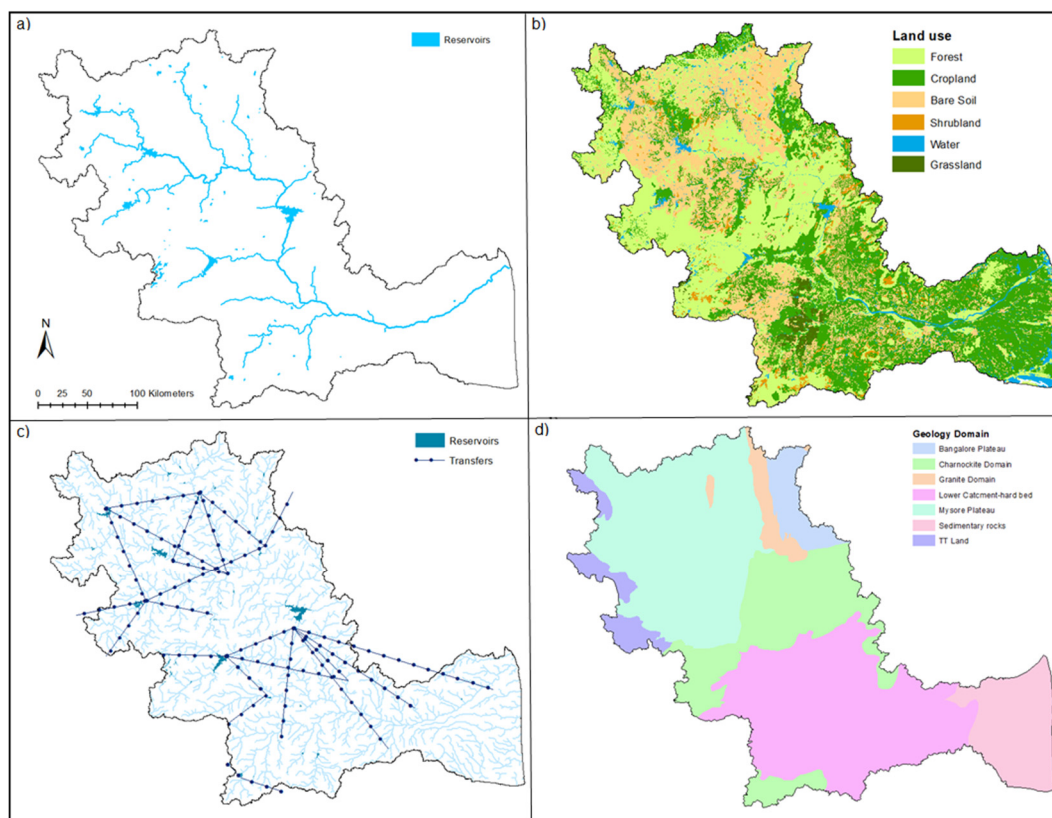 a)
Reservoirs
N
0 25 50 100 Kilometers
b)
Land use
Forest
Cropland
Bare Soil
Shrubland
Water
Grassland
c)
Reservoirs
Transfers
d)
Geology Domain
Bangalore Plateau
Charnockite Domain
Granite Domain
Lower Catcment-hard bed
Mysore Plateau
Sedimentary rocks
TT Land